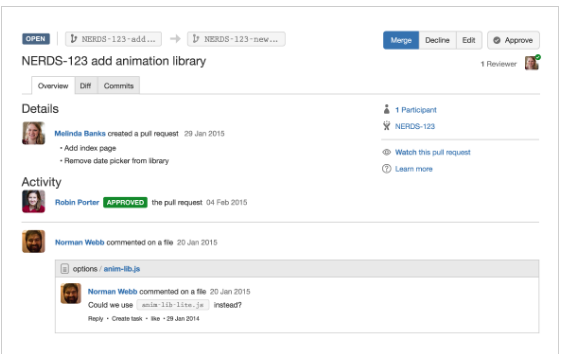 OPEN NERDS-123-add... NERDS-123-new... Merge Decline Edit Approve
NERDS-123 add animation library
1 Reviewer
Overview Diff Commits
Details
Melinda Banks created a pull request 29 Jan 2015
• Add index page
• Remove date picker from library
1 Participant
NERDS-123
Watch this pull request
Learn more
Activity
Robin Porter APPROVED the pull request 04 Feb 2015
Norman Webb commented on a file 20 Jan 2015
options / anim-lib.js
Norman Webb commented on a file 20 Jan 2015
Could we use anim-lib-lite.js instead?
Reply • Create task • like • 29 Jan 2014